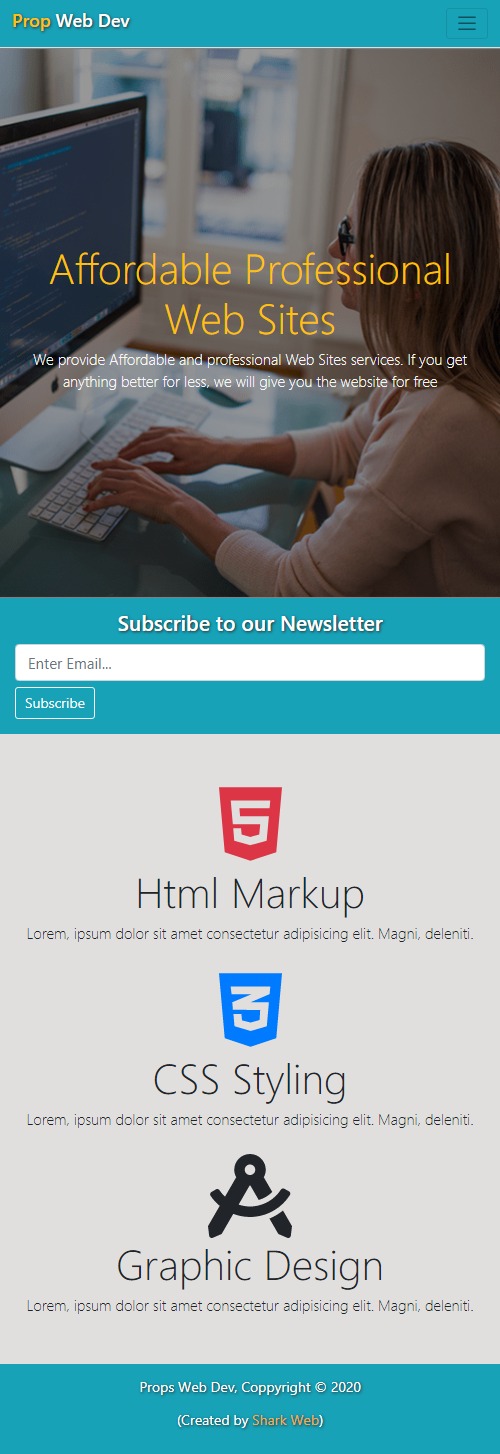 Prop Web Dev
Affordable Professional
Web Sites
We provide Affordable and professional Web Sites services. If you get
anything better for less, we will give you the website for free
Subscribe to our Newsletter
Enter Email...
Subscribe
Html Markup
Lorem, ipsum dolor sit amet consectetur adipisicing elit. Magni, deleniti.
CSS Styling
Lorem, ipsum dolor sit amet consectetur adipisicing elit. Magni, deleniti.
Graphic Design
Lorem, ipsum dolor sit amet consectetur adipisicing elit. Magni, deleniti.
Props Web Dev, Coppyright © 2020
(Created by Shark Web)